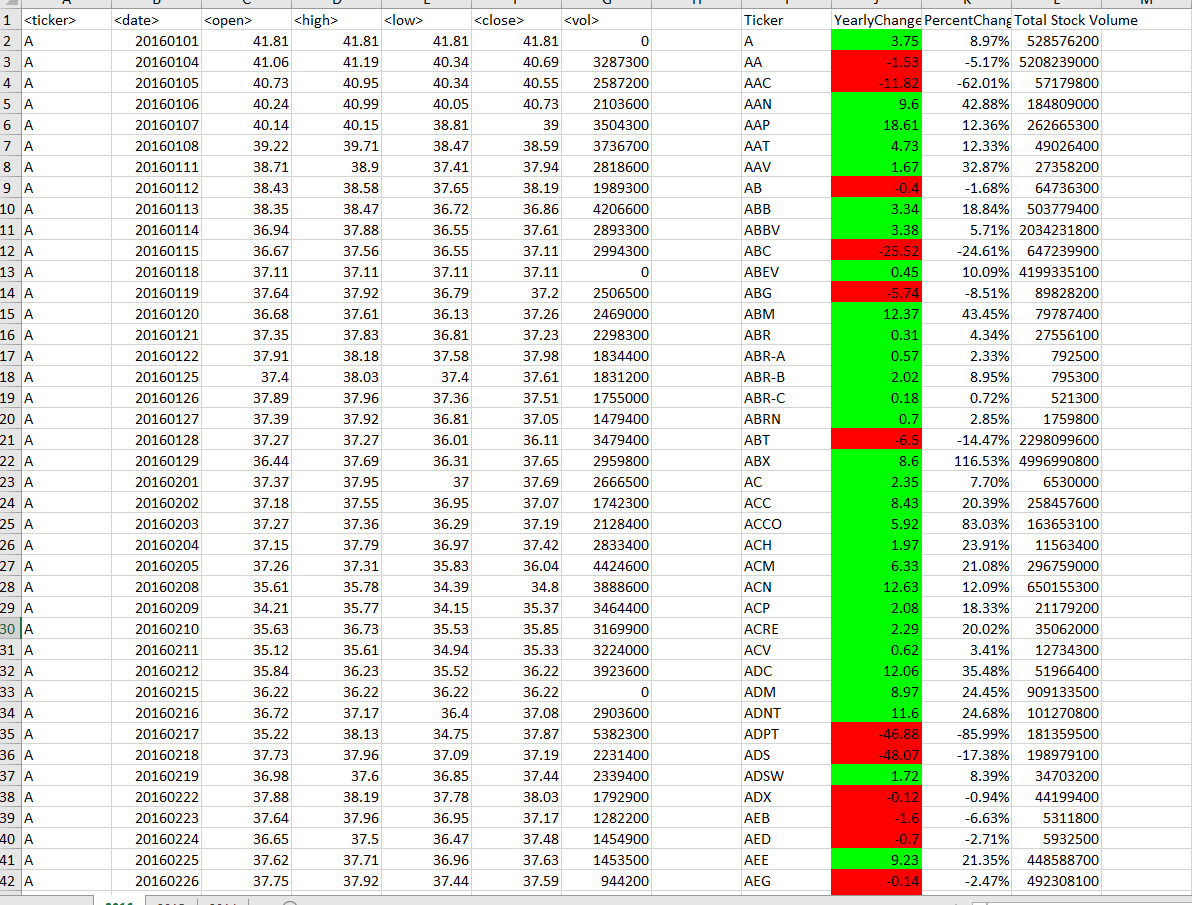 1 <ticker> <date> <open> <high> <low> <close> <vol> Ticker YearlyChange PercentChang Total Stock Volume
2 A 20160101 41.81 41.81 41.81 41.81 0 A 3.75 8.97% 528576200
3 A 20160104 41.06 41.19 40.34 40.69 3287300 AA -1.53 -5.17% 5208239000
4 A 20160105 40.73 40.95 40.34 40.55 2587200 AAC -11.82 -62.01% 57179800
5 A 20160106 40.24 40.99 40.05 40.73 2103600 AAN 9.6 42.88% 184809000
6 A 20160107 40.14 40.15 38.81 39 3504300 AAP 18.61 12.36% 262665300
7 A 20160108 39.22 39.71 38.47 38.59 3736700 AAT 4.73 12.33% 49026400
8 A 20160111 38.71 38.9 37.41 37.94 2818600 AAV 1.67 32.87% 27358200
9 A 20160112 38.43 38.58 37.65 38.19 1989300 AB -0.4 -1.68% 64736300
10 A 20160113 38.35 38.47 36.72 36.86 4206600 ABB 3.34 18.84% 503779400
11 A 20160114 36.94 37.88 36.55 37.61 2893300 ABBV 3.38 5.71% 2034231800
12 A 20160115 36.67 37.56 36.55 37.11 2994300 ABC -25.52 -24.61% 647239900
13 A 20160118 37.11 37.11 37.11 37.11 0 ABEV 0.45 10.09% 4199335100
14 A 20160119 37.64 37.92 36.79 37.2 2506500 ABG -5.74 -8.51% 89828200
15 A 20160120 36.68 37.61 36.13 37.26 2469000 ABM 12.37 43.45% 79787400
16 A 20160121 37.35 37.83 36.81 37.23 2298300 ABR 0.31 4.34% 27556100
17 A 20160122 37.91 38.18 37.58 37.98 1834400 ABR-A 0.57 2.33% 792500
18 A 20160125 37.4 38.03 37.4 37.61 1831200 ABR-B 2.02 8.95% 795300
19 A 20160126 37.89 37.96 37.36 37.51 1755000 ABR-C 0.18 0.72% 521300
20 A 20160127 37.39 37.92 36.81 37.05 1479400 ABRN 0.7 2.85% 1759800
21 A 20160128 37.27 37.27 36.01 36.11 3479400 ABT -6.5 -14.47% 2298099600
22 A 20160129 36.44 37.69 36.31 37.65 2959800 ABX 8.6 116.53% 4996990800
23 A 20160201 37.37 37.95 37 37.69 2666500 AC 2.35 7.70% 6530000
24 A 20160202 37.18 37.55 36.95 37.07 1742300 ACC 8.43 20.39% 258457600
25 A 20160203 37.27 37.36 36.29 37.19 2128400 ACCO 5.92 83.03% 163653100
26 A 20160204 37.15 37.79 36.97 37.42 2833400 ACH 1.97 23.91% 11563400
27 A 20160205 37.26 37.31 35.83 36.04 4424600 ACM 6.33 21.08% 296759000
28 A 20160208 35.61 35.78 34.39 34.8 3888600 ACN 12.63 12.09% 650155300
29 A 20160209 34.21 35.77 34.15 35.37 3464400 ACP 2.08 18.33% 21179200
30 A 20160210 35.63 36.73 35.53 35.85 3169900 ACRE 2.29 20.02% 35062000
31 A 20160211 35.12 35.61 34.94 35.33 3224000 ACV 0.62 3.41% 12734300
32 A 20160212 35.84 36.23 35.52 36.22 3923600 ADC 12.06 35.48% 51966400
33 A 20160215 36.22 36.22 36.22 36.22 0 ADM 8.97 24.45% 909133500
34 A 20160216 36.72 37.17 36.4 37.08 2903600 ADNT 11.6 24.68% 101270800
35 A 20160217 35.22 38.13 34.75 37.87 5382300 ADPT -46.88 -85.99% 181359500
36 A 20160218 37.73 37.96 37.09 37.19 2231400 ADS -48.07 -17.38% 198979100
37 A 20160219 36.98 37.6 36.85 37.44 2339400 ADSW 1.72 8.39% 34703200
38 A 20160222 37.88 38.19 37.78 38.03 1792900 ADX -0.12 -0.94% 44199400
39 A 20160223 37.64 37.96 36.95 37.17 1282200 AEB -1.6 -6.63% 5311800
40 A 20160224 36.65 37.5 36.47 37.48 1454900 AED -0.7 -2.71% 5932500
41 A 20160225 37.62 37.71 36.96 37.63 1453500 AEE 9.23 21.35% 448588700
42 A 20160226 37.75 37.92 37.44 37.59 944200 AEG -0.14 -2.47% 492308100